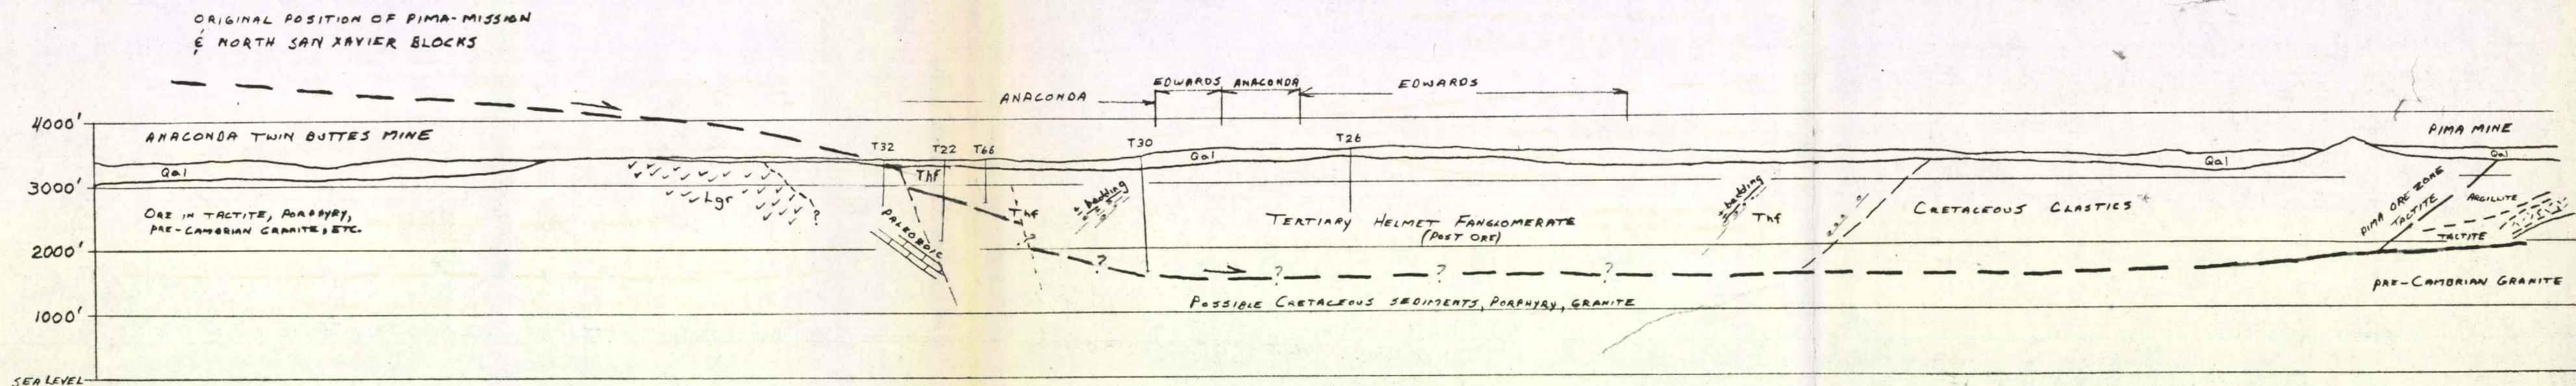 ORIGINAL POSITION OF PIMA-MISSION
& NORTH SAN XAVIER BLOCKS
EDWARDS ANACONDA EDWARDS
ANACONDA
4000'
ANACONDA TWIN BUTTES MINE
PIMA MINE
T32 T22 T66 T30 T26
Qal
Qal
Qal
Qal
3000'
Thf
Lgr
?
Thf
?
bedding
bedding
Thf
ORE IN TACTITE, PORPHYRY,
PRE-CAMBRIAN GRANITE, ETC.
PALEOZOIC
TERTIARY HELMET FANGLOMERATE
(POST ORE)
CRETACEOUS CLASTICS
PIMA ORE ZONE
TACTITE
ARGILLITE
TACTITE
2000'
? ? ? ?
POSSIBLE CRETACEOUS SEDIMENTS, PORPHYRY, GRANITE
PRE-CAMBRIAN GRANITE
1000'
SEA LEVEL